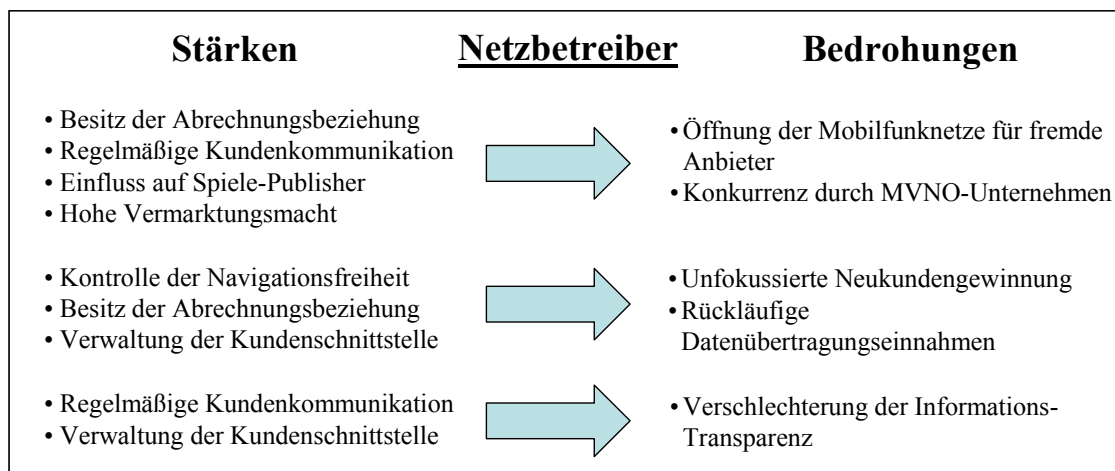 Stärken
Netzbetreiber
Bedrohungen
• Besitz der Abrechnungsbeziehung
• Regelmäßige Kundenkommunikation
• Einfluss auf Spiele-Publisher
• Hohe Vermarktungsmacht
• Öffnung der Mobilfunknetze für fremde
Anbieter
• Konkurrenz durch MVNO-Unternehmen
• Kontrolle der Navigationsfreiheit
• Besitz der Abrechnungsbeziehung
• Verwaltung der Kundenschnittstelle
• Unfokussierte Neukundengewinnung
• Rückläufige
Datenübertragungseinnahmen
• Regelmäßige Kundenkommunikation
• Verwaltung der Kundenschnittstelle
• Verschlechterung der Informations-
Transparenz